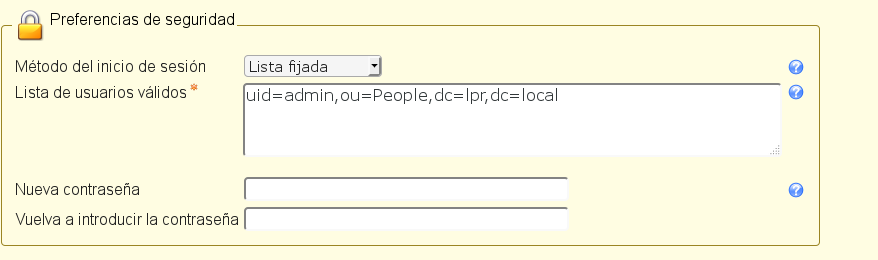 Preferencias de seguridad
Método del inicio de sesión
Lista fijada
Lista de usuarios válidos *
uid=admin,ou=People,dc=lpr,dc=local
Nueva contraseña
Vuelva a introducir la contraseña